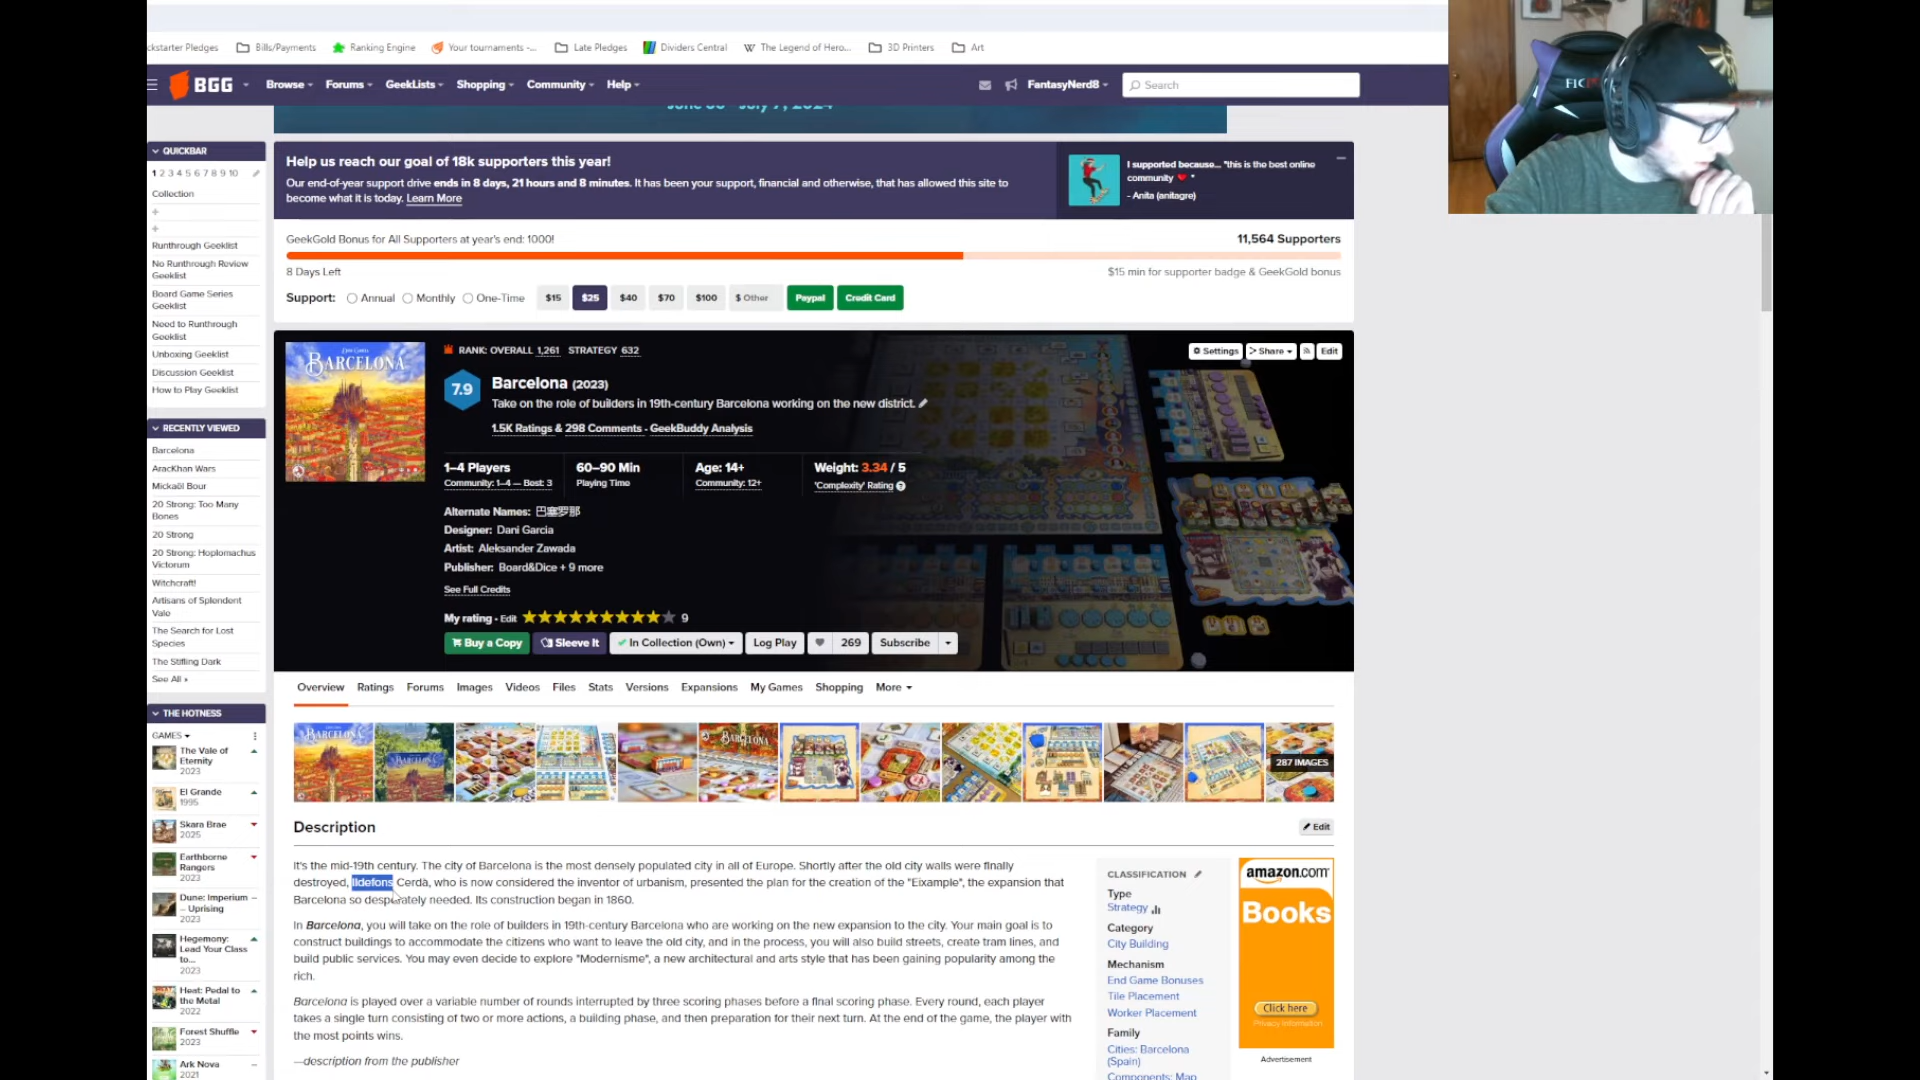 ckstarter Pledges Bills/Payments Ranking Engine Your tournaments -... Late Pledges Dividers Central The Legend of Hero... 3D Printers Art
BGG Browse Forums GeekLists Shopping Community Help FantasyNerd8 Search
June 30 - July 7, 2024
QUICKBAR
1 2 3 4 5 6 7 8 9 10
Collection
+
+
Runthrough Geeklist
No Runthrough Review
Geeklist
Board Game Series
Geeklist
Need to Runthrough
Geeklist
Unboxing Geeklist
Discussion Geeklist
How to Play Geeklist
RECENTLY VIEWED
Barcelona
AracKhan Wars
Mickaël Bour
20 Strong: Too Many
Bones
20 Strong
20 Strong: Hoplomachus
Victorum
Witchcraft!
Artisans of Splendent
Vale
The Search for Lost
Species
The Stifling Dark
See All »
THE HOTNESS
GAMES
The Vale of
Eternity
2023
El Grande
1995
Skara Brae
2025
Earthborne
Rangers
2023
Dune: Imperium
– Uprising
2023
Hegemony:
Lead Your Class
to...
2023
Heat: Pedal to
the Metal
2022
Forest Shuffle
2023
Ark Nova
2021
Help us reach our goal of 18k supporters this year!
Our end-of-year support drive ends in 8 days, 21 hours and 8 minutes. It has been your support, financial and otherwise, that has allowed this site to
become what it is today. Learn More
I supported because... "this is the best online
community ❤ "
- Anita (anitagre)
GeekGold Bonus for All Supporters at year's end: 1000!
11,564 Supporters
8 Days Left
$15 min for supporter badge & GeekGold bonus
Support: Annual Monthly One-Time $15 $25 $40 $70 $100 $ Other Paypal Credit Card
BARCELONA
RANK: OVERALL 1,261 STRATEGY 632
Settings Share Edit
7.9
Barcelona (2023)
Take on the role of builders in 19th-century Barcelona working on the new district.
1.5K Ratings & 298 Comments - GeekBuddy Analysis
1–4 Players
Community: 1–4 — Best: 3
60–90 Min
Playing Time
Age: 14+
Community: 12+
Weight: 3.34 / 5
'Complexity' Rating
Alternate Names: 巴塞罗那
Designer: Dani Garcia
Artist: Aleksander Zawada
Publisher: Board&Dice + 9 more
See Full Credits
My rating - Edit 9
Buy a Copy Sleeve It In Collection (Own) Log Play 269 Subscribe
Overview Ratings Forums Images Videos Files Stats Versions Expansions My Games Shopping More
BARCELONA
BARCELONA
BARCELONA
287 IMAGES
Description
Edit
It's the mid-19th century. The city of Barcelona is the most densely populated city in all of Europe. Shortly after the old city walls were finally
destroyed, Ildefons Cerdà, who is now considered the inventor of urbanism, presented the plan for the creation of the "Eixample", the expansion that
Barcelona so desperately needed. Its construction began in 1860.
In Barcelona, you will take on the role of builders in 19th-century Barcelona who are working on the new expansion to the city. Your main goal is to
construct buildings to accommodate the citizens who want to leave the old city, and in the process, you will also build streets, create tram lines, and
build public services. You may even decide to explore "Modernisme", a new architectural and arts style that has been gaining popularity among the
rich.
Barcelona is played over a variable number of rounds interrupted by three scoring phases before a final scoring phase. Every round, each player
takes a single turn consisting of two or more actions, a building phase, and then preparation for their next turn. At the end of the game, the player with
the most points wins.
—description from the publisher
CLASSIFICATION
Type
Strategy
Category
City Building
Mechanism
End Game Bonuses
Tile Placement
Worker Placement
Family
Cities: Barcelona
(Spain)
Components: Map
amazon.com
Books
Click here
Privacy Information
Advertisement